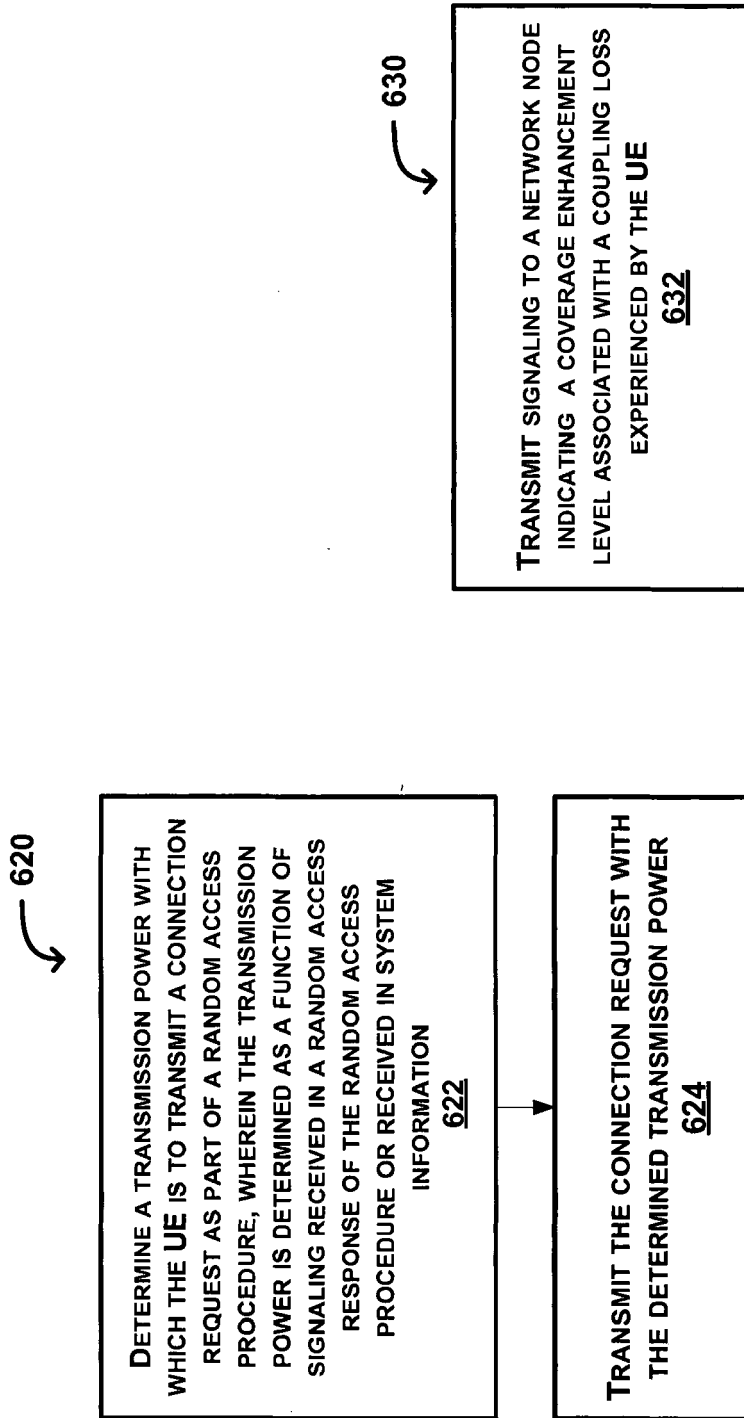 620
DETERMINE A TRANSMISSION POWER WITH
WHICH THE UE IS TO TRANSMIT A CONNECTION
REQUEST AS PART OF A RANDOM ACCESS
PROCEDURE, WHEREIN THE TRANSMISSION
POWER IS DETERMINED AS A FUNCTION OF
SIGNALING RECEIVED IN A RANDOM ACCESS
RESPONSE OF THE RANDOM ACCESS
PROCEDURE OR RECEIVED IN SYSTEM
INFORMATION
622
TRANSMIT THE CONNECTION REQUEST WITH
THE DETERMINED TRANSMISSION POWER
624
630
TRANSMIT SIGNALING TO A NETWORK NODE
INDICATING A COVERAGE ENHANCEMENT
LEVEL ASSOCIATED WITH A COUPLING LOSS
EXPERIENCED BY THE UE
632